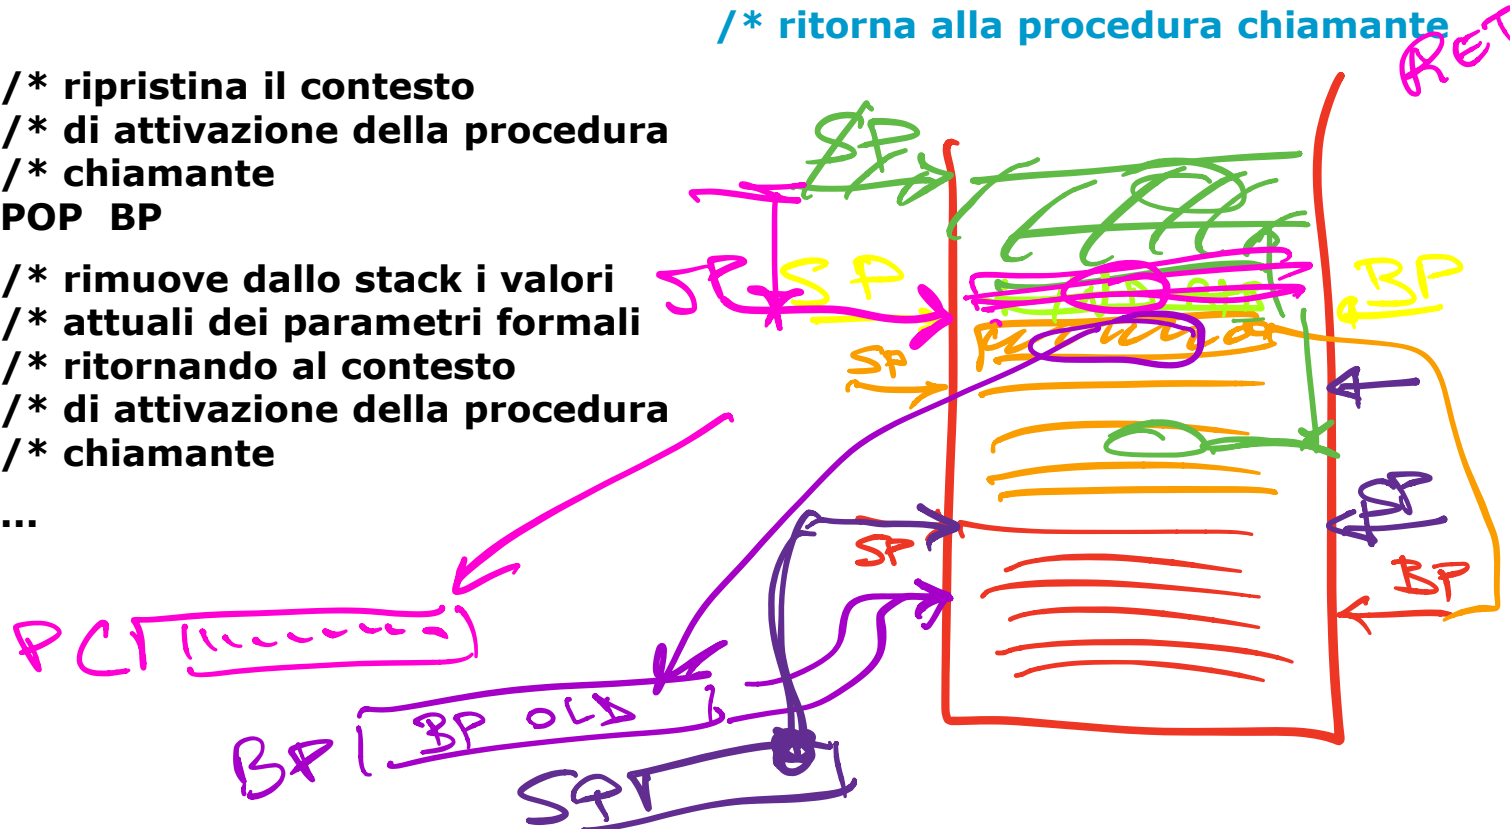 /* ritorna alla procedura chiamante
RET
/* ripristina il contesto
/* di attivazione della procedura
/* chiamante
POP BP
/* rimuove dallo stack i valori
/* attuali dei parametri formali
/* ritornando al contesto
/* di attivazione della procedura
/* chiamante
...
SP
SP
SP
BP
SP
SP
SP
BP
PC
BP
BP OLD
SP